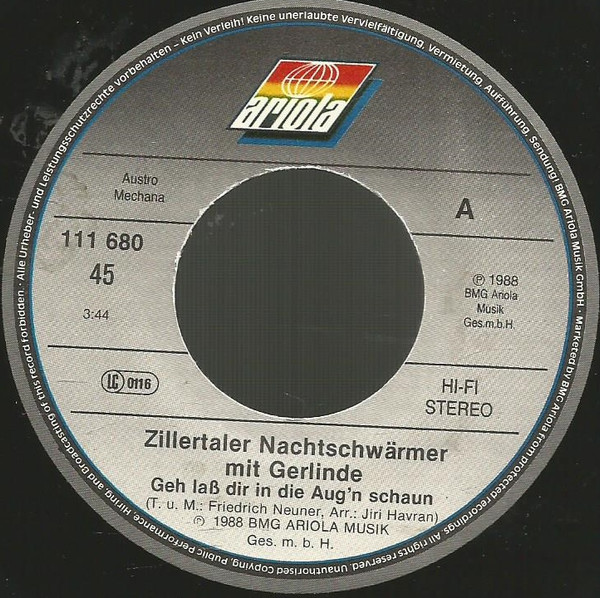 · Alle Urheber- und Leistungsschutzrechte vorbehalten – Kein Verleih! Keine unerlaubte Vervielfältigung, Vermietung, Aufführung, Sendung! BMG Ariola Musik GmbH · Marketed by BMG Ariola from protected recordings. All rights reserved. Unauthorised Copying, Public Performance, Hiring, and Broadcasting of this record forbidden.
ariola
Austro
Mechana
A
111 680
45
3:44
℗ 1988
BMG Ariola
Musik
Ges.m.b.H.
LC 0116
HI-FI
STEREO
Zillertaler Nachtschwärmer
mit Gerlinde
Geh laß dir in die Aug'n schaun
(T. u. M.: Friedrich Neuner, Arr.: Jiri Havran)
℗ 1988 BMG ARIOLA MUSIK
Ges. m. b. H.